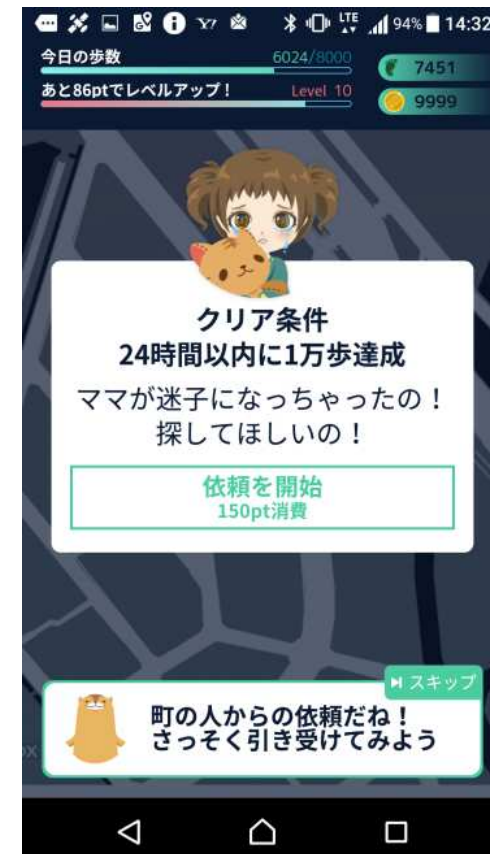 LTE 94% 14:32
今日の歩数 6024/8000 7451
あと86ptでレベルアップ! Level 10 9999
クリア条件
24時間以内に1万歩達成
ママが迷子になっちゃったの!
探してほしいの!
依頼を開始
150pt消費
スキップ
町の人からの依頼だね!
さっそく引き受けてみよう